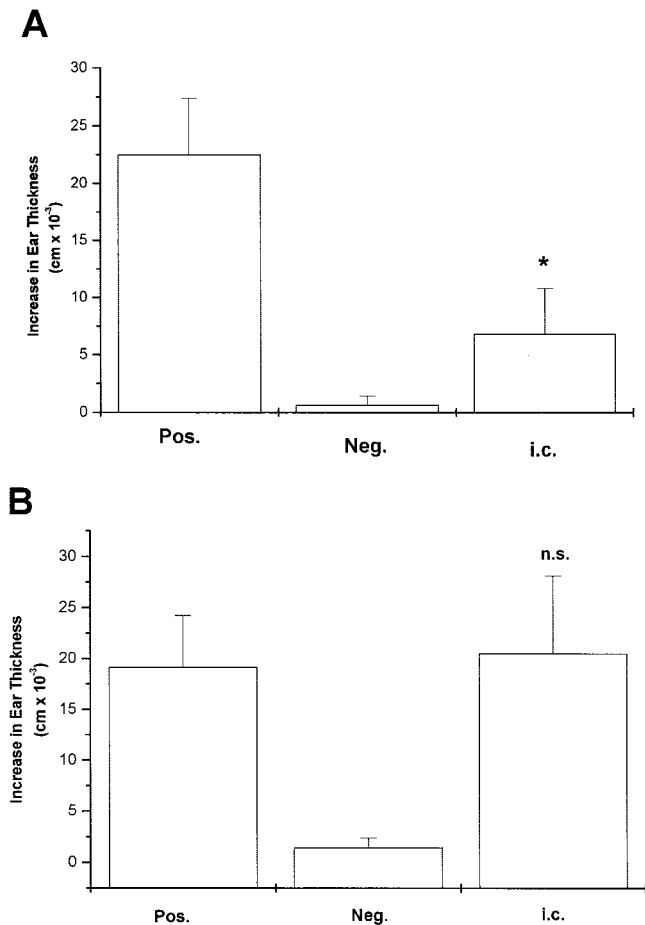 A
30
25
20
15
10
5
0
Increase in Ear Thickness
(cm x 10⁻³)
*
Pos. Neg. i.c.
B
30
25
20
15
10
5
0
Increase in Ear Thickness
(cm x 10⁻³)
n.s.
Pos. Neg. i.c.